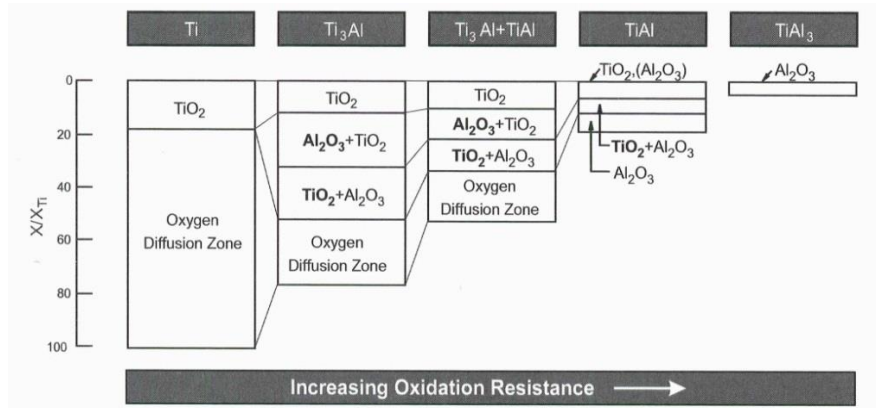 Ti
Ti₃Al
Ti₃ Al+TiAl
TiAl
TiAl₃
TiO₂,(Al₂O₃)
Al₂O₃
0
20
40
60
80
100
X/X_Ti
TiO₂
Oxygen
Diffusion Zone
TiO₂
Al₂O₃+TiO₂
TiO₂+Al₂O₃
Oxygen
Diffusion Zone
TiO₂
Al₂O₃+TiO₂
TiO₂+Al₂O₃
Oxygen
Diffusion Zone
TiO₂+Al₂O₃
Al₂O₃
Increasing Oxidation Resistance